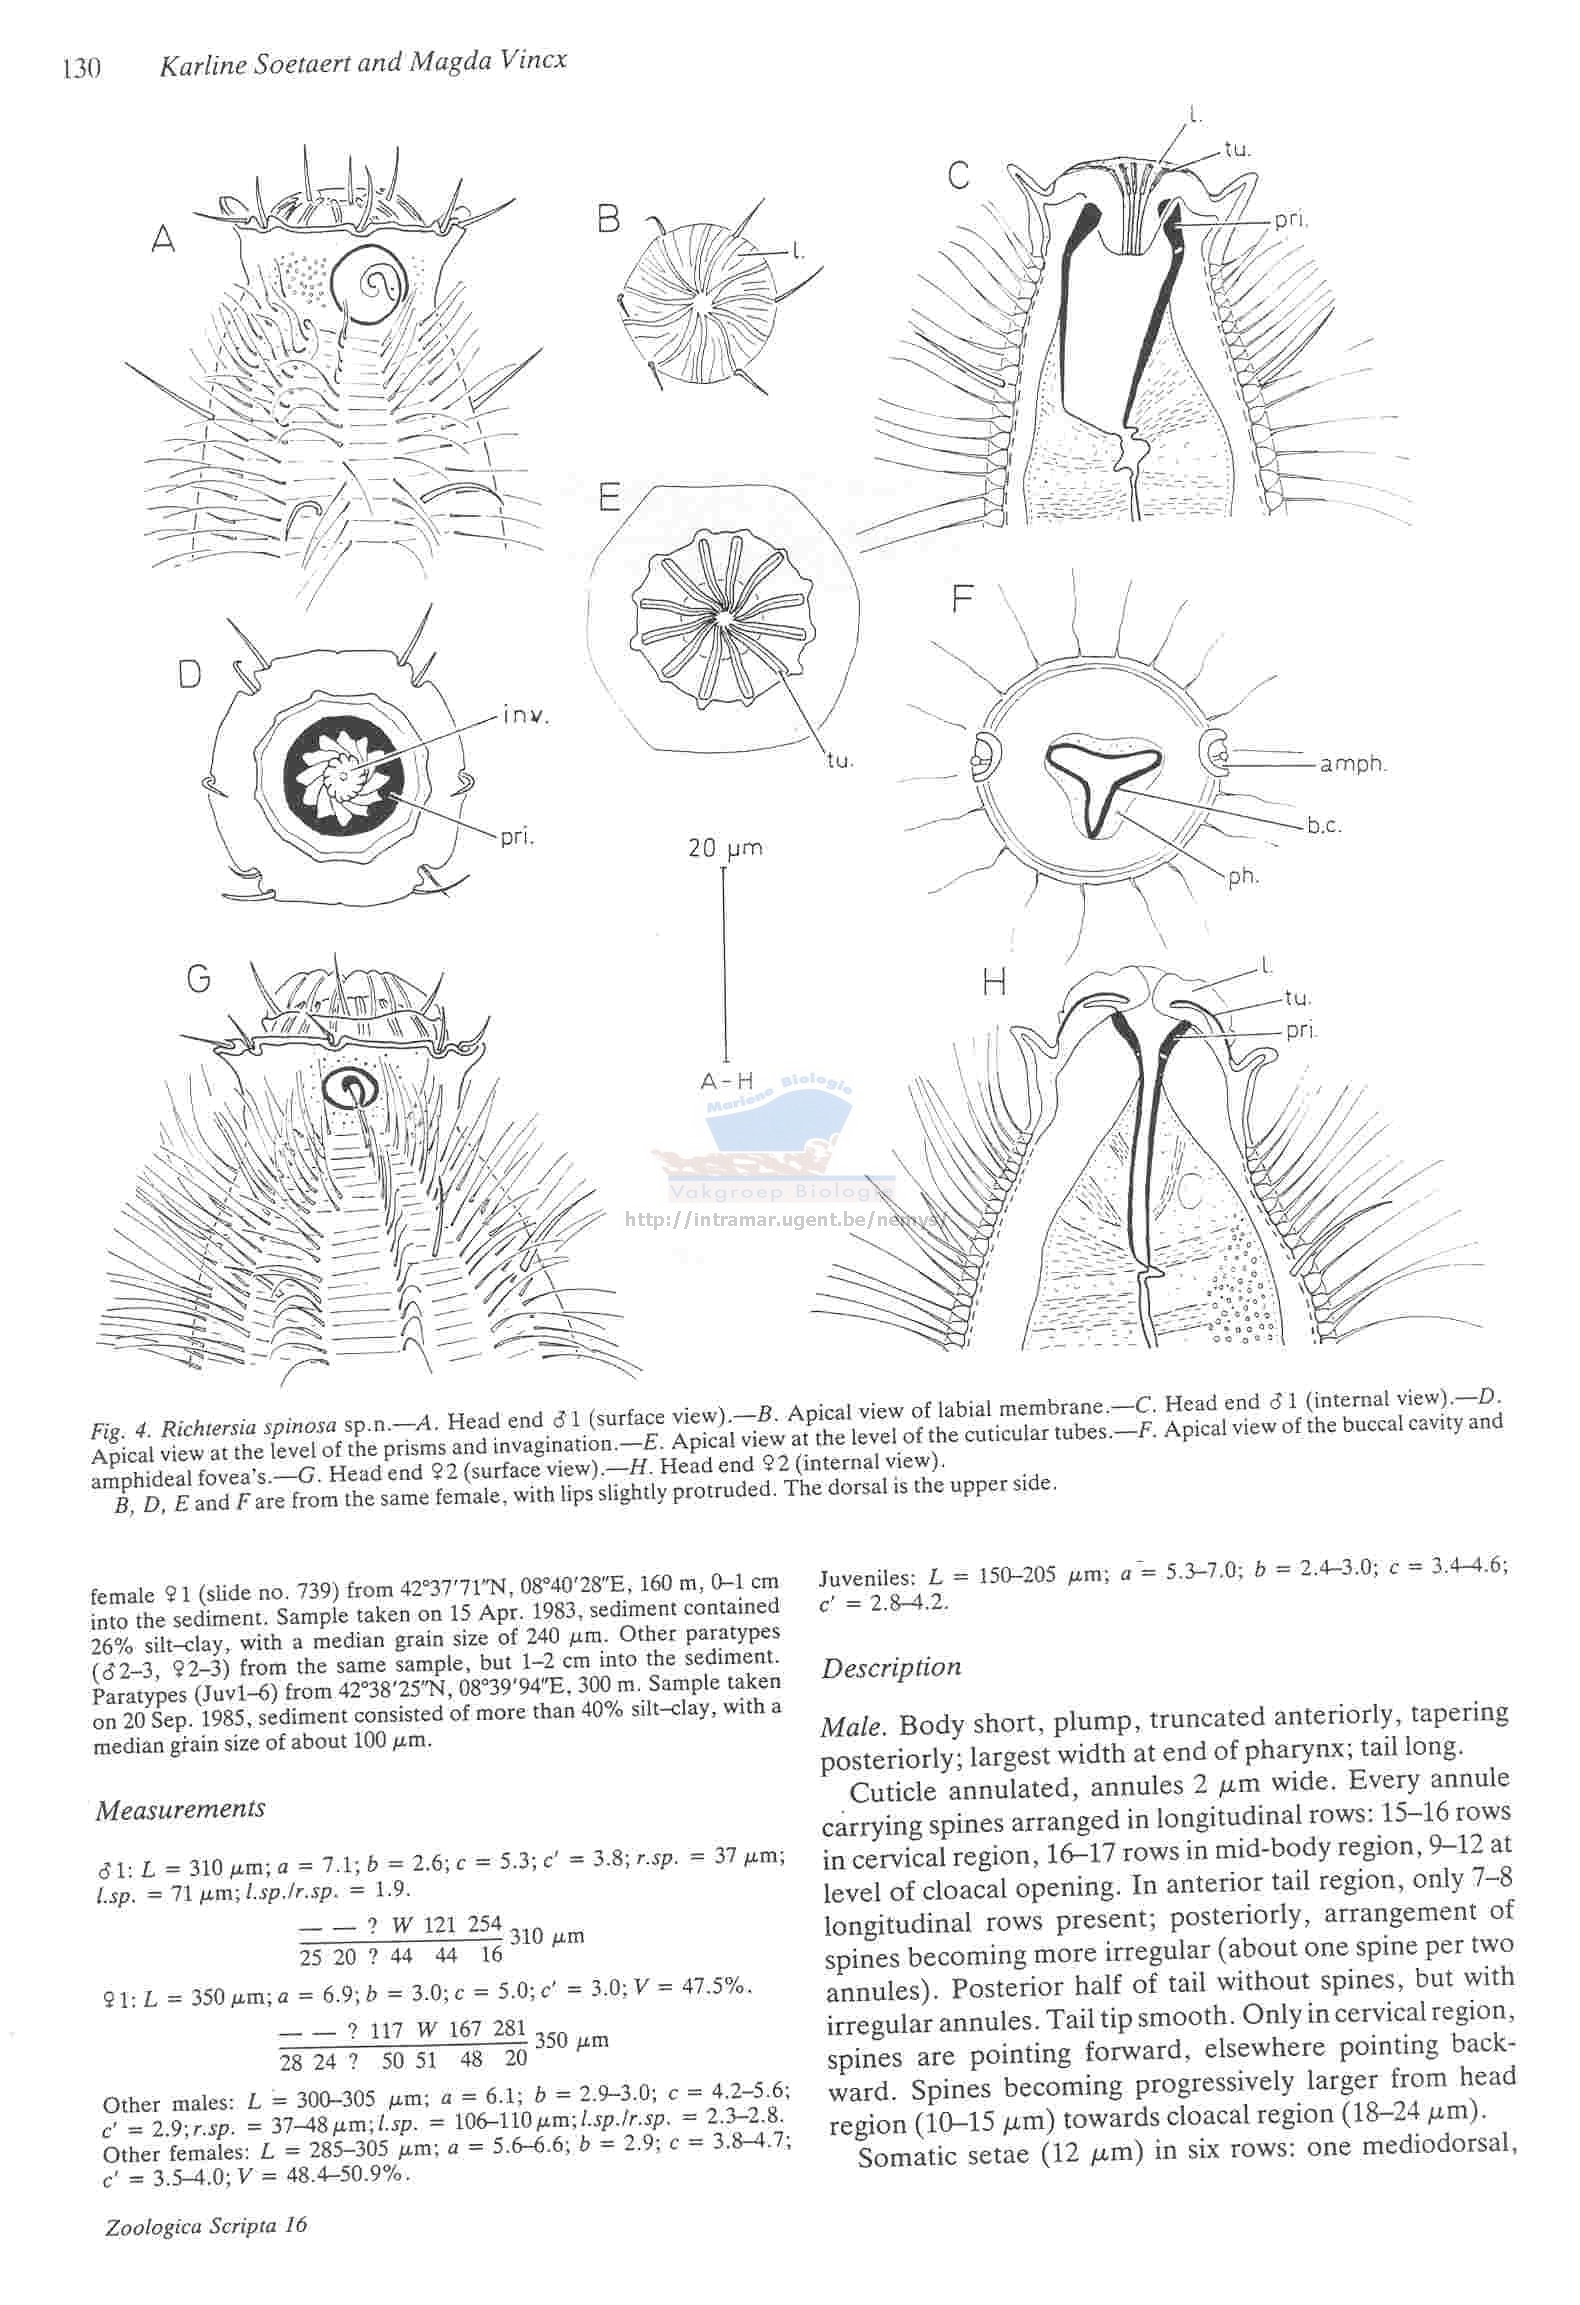 130 Karline Soetaert and Magda Vincx
A
B
l.
C
l.
tu.
pri.
D
inv.
pri.
E
tu.
F
amph.
b.c.
ph.
20 µm
A–H
G
H
l.
tu.
pri.
Mariene Biologie
Vakgroep Biologie
http://intramar.ugent.be/nemys/
Fig. 4. Richtersia spinosa sp.n.—A. Head end ♂1 (surface view).—B. Apical view of labial membrane.—C. Head end ♂1 (internal view).—D.
Apical view at the level of the prisms and invagination.—E. Apical view at the level of the cuticular tubes.—F. Apical view of the buccal cavity and
amphideal fovea's.—G. Head end ♀2 (surface view).—H. Head end ♀2 (internal view).
B, D, E and F are from the same female, with lips slightly protruded. The dorsal is the upper side.
female ♀1 (slide no. 739) from 42°37′71″N, 08°40′28″E, 160 m, 0–1 cm
into the sediment. Sample taken on 15 Apr. 1983, sediment contained
26% silt–clay, with a median grain size of 240 µm. Other paratypes
(♂2–3, ♀2–3) from the same sample, but 1–2 cm into the sediment.
Paratypes (Juv1–6) from 42°38′25″N, 08°39′94″E, 300 m. Sample taken
on 20 Sep. 1985, sediment consisted of more than 40% silt–clay, with a
median grain size of about 100 µm.
Measurements
♂1: L = 310 µm; a = 7.1; b = 2.6; c = 5.3; c′ = 3.8; r.sp. = 37 µm;
l.sp. = 71 µm; l.sp./r.sp. = 1.9.
— — ? W 121 254
310 µm
25 20 ? 44 44 16
♀1: L = 350 µm; a = 6.9; b = 3.0; c = 5.0; c′ = 3.0; V = 47.5%.
— — ? 117 W 167 281
350 µm
28 24 ? 50 51 48 20
Other males: L = 300–305 µm; a = 6.1; b = 2.9–3.0; c = 4.2–5.6;
c′ = 2.9; r.sp. = 37–48 µm; l.sp. = 106–110 µm; l.sp./r.sp. = 2.3–2.8.
Other females: L = 285–305 µm; a = 5.6–6.6; b = 2.9; c = 3.8–4.7;
c′ = 3.5–4.0; V = 48.4–50.9%.
Zoologica Scripta 16
Juveniles: L = 150–205 µm; a = 5.3–7.0; b = 2.4–3.0; c = 3.4–4.6;
c′ = 2.8–4.2.
Description
Male. Body short, plump, truncated anteriorly, tapering
posteriorly; largest width at end of pharynx; tail long.
Cuticle annulated, annules 2 µm wide. Every annule
carrying spines arranged in longitudinal rows: 15–16 rows
in cervical region, 16–17 rows in mid-body region, 9–12 at
level of cloacal opening. In anterior tail region, only 7–8
longitudinal rows present; posteriorly, arrangement of
spines becoming more irregular (about one spine per two
annules). Posterior half of tail without spines, but with
irregular annules. Tail tip smooth. Only in cervical region,
spines are pointing forward, elsewhere pointing back-
ward. Spines becoming progressively larger from head
region (10–15 µm) towards cloacal region (18–24 µm).
Somatic setae (12 µm) in six rows: one mediodorsal,